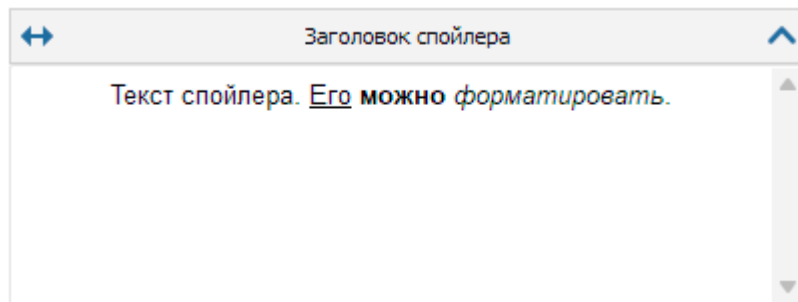 Заголовок спойлера
Текст спойлера. Его можно форматировать.